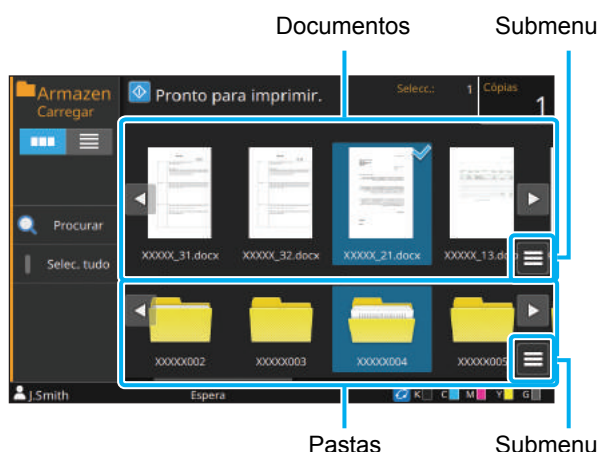 Documentos Submenu
Armazen
Carregar
Pronto para imprimir.
Selecc.: 1
Cópias
1
Procurar
Selec. tudo
XXXXX_31.docx XXXXX_32.docx XXXXX_21.docx XXXXX_13.do
XXXXX002 XXXXX003 XXXXX004 XXXXX005
J.Smith Espera K C M Y G
Pastas Submenu